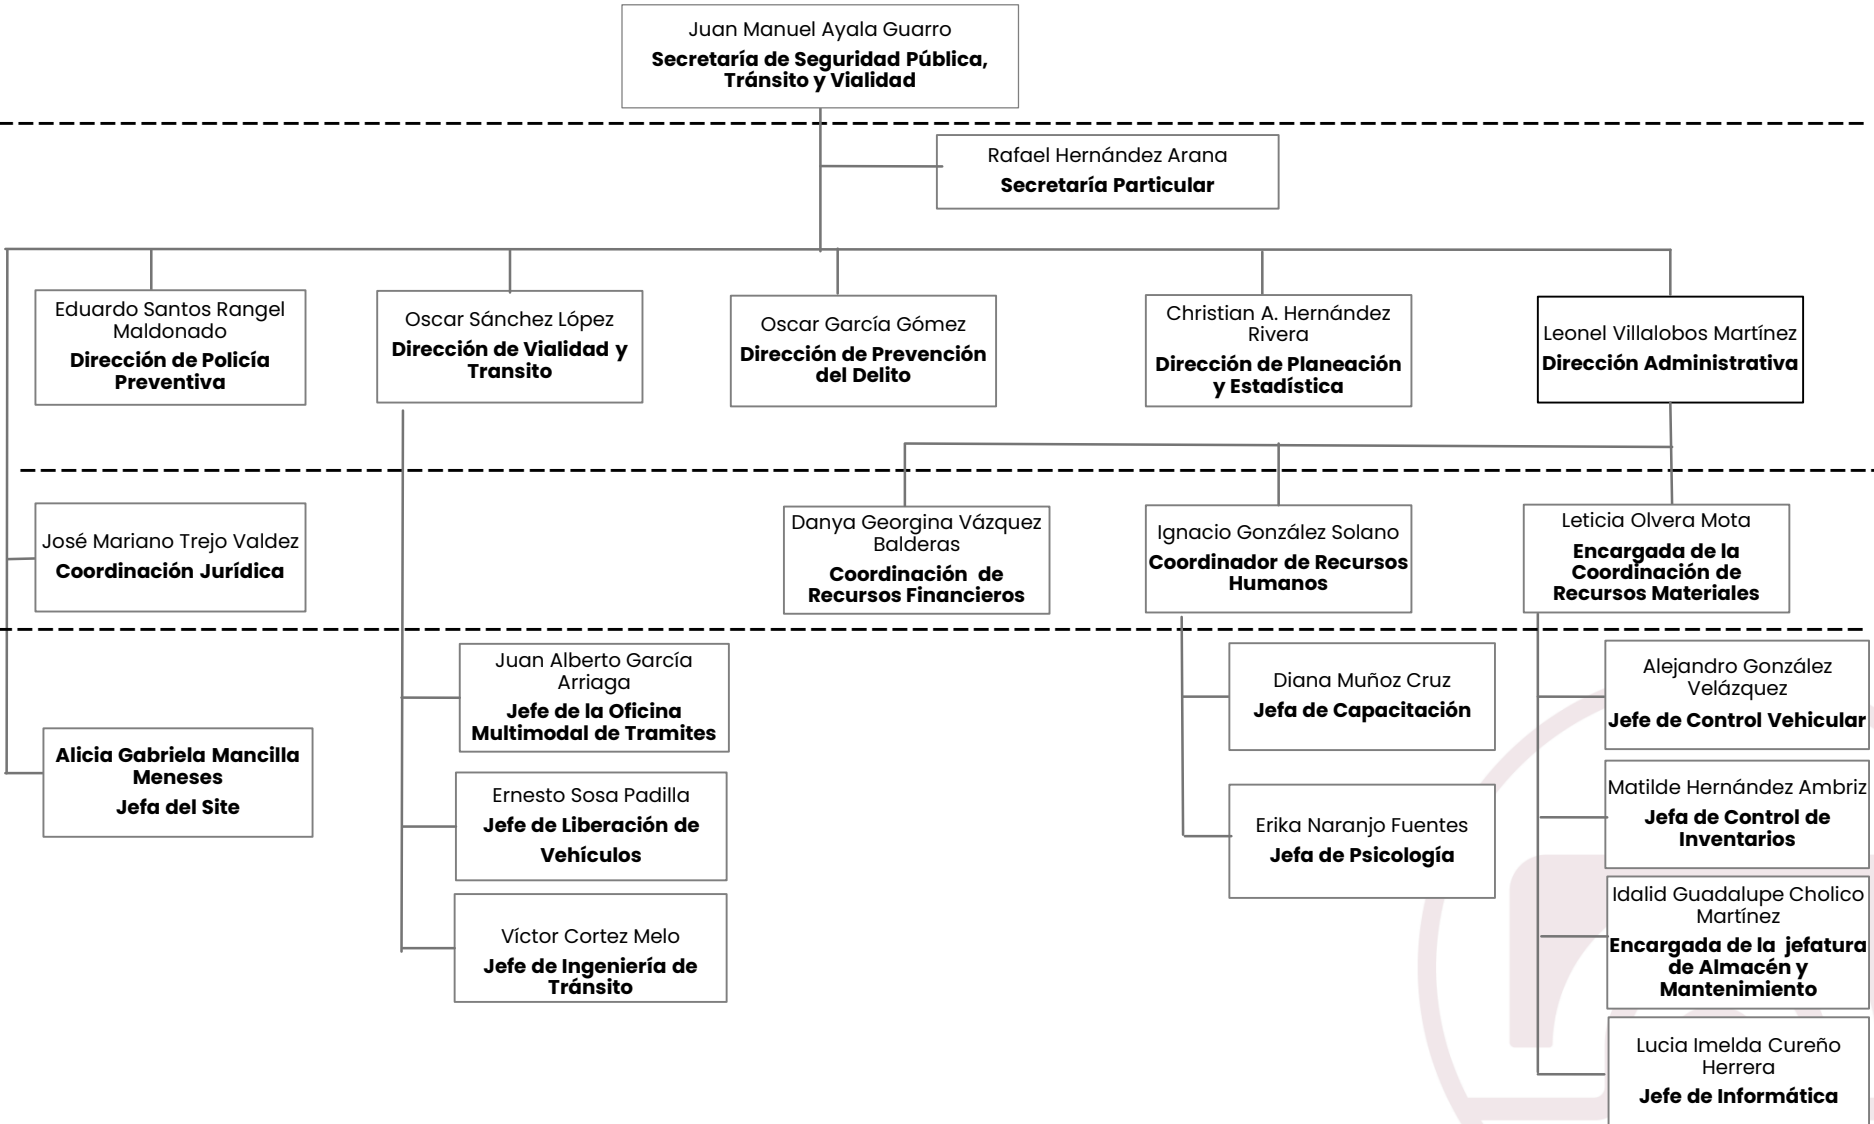 Juan Manuel Ayala Guarro
Secretaría de Seguridad Pública,
Tránsito y Vialidad
Rafael Hernández Arana
Secretaría Particular
Eduardo Santos Rangel
Maldonado
Dirección de Policía
Preventiva
Oscar Sánchez López
Dirección de Vialidad y
Transito
Oscar García Gómez
Dirección de Prevención
del Delito
Christian A. Hernández
Rivera
Dirección de Planeación
y Estadística
Leonel Villalobos Martínez
Dirección Administrativa
José Mariano Trejo Valdez
Coordinación Jurídica
Danya Georgina Vázquez
Balderas
Coordinación de
Recursos Financieros
Ignacio González Solano
Coordinador de Recursos
Humanos
Leticia Olvera Mota
Encargada de la
Coordinación de
Recursos Materiales
Alicia Gabriela Mancilla
Meneses
Jefa del Site
Juan Alberto García
Arriaga
Jefe de la Oficina
Multimodal de Tramites
Ernesto Sosa Padilla
Jefe de Liberación de
Vehículos
Víctor Cortez Melo
Jefe de Ingeniería de
Tránsito
Diana Muñoz Cruz
Jefa de Capacitación
Erika Naranjo Fuentes
Jefa de Psicología
Alejandro González
Velázquez
Jefe de Control Vehicular
Matilde Hernández Ambriz
Jefa de Control de
Inventarios
Idalid Guadalupe Cholico
Martínez
Encargada de la jefatura
de Almacén y
Mantenimiento
Lucia Imelda Cureño
Herrera
Jefe de Informática